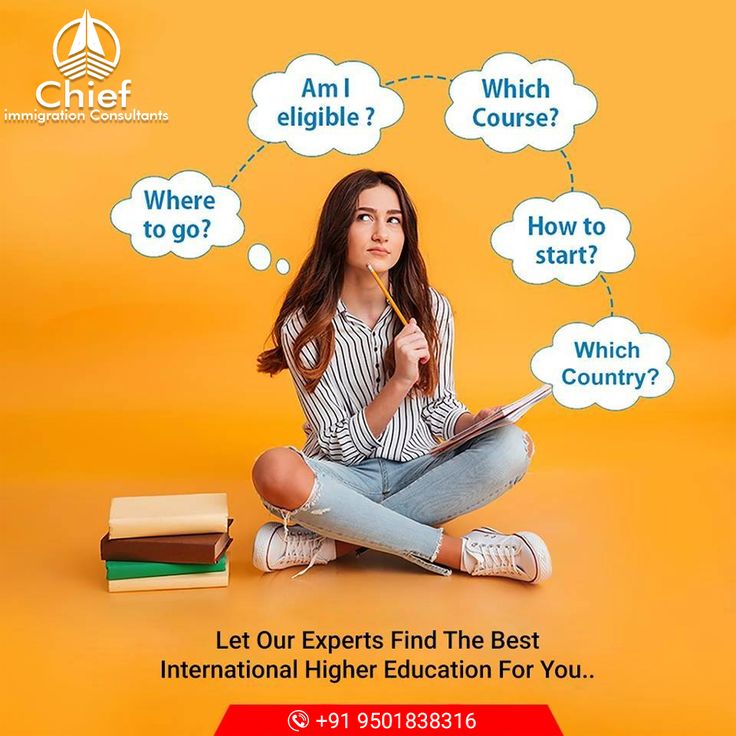 Chief
immigration Consultants
Where
to go?
Am I
eligible ?
Which
Course?
How to
start?
Which
Country?
Let Our Experts Find The Best
International Higher Education For You..
+91 9501838316